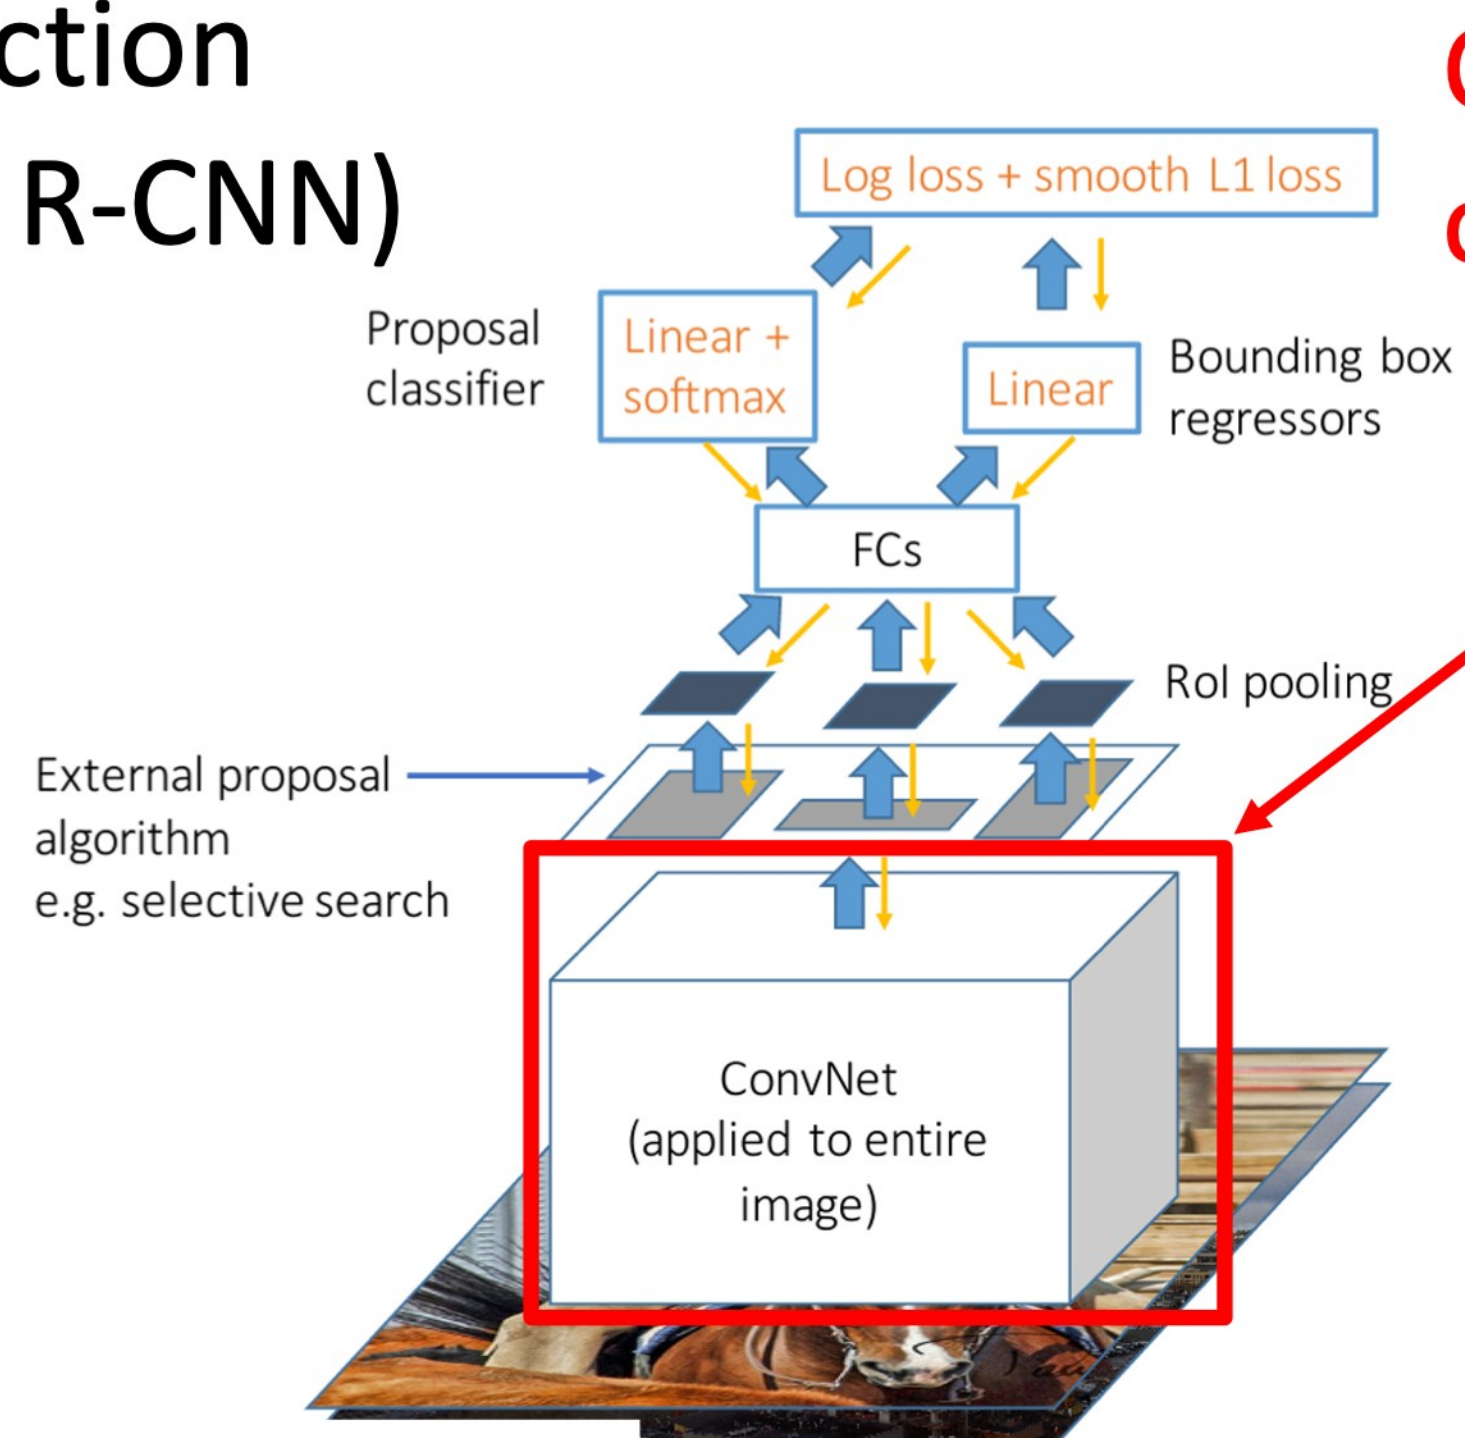 ction
R-CNN)
Log loss + smooth L1 loss
Proposal
classifier
Linear +
softmax
Linear
Bounding box
regressors
FCs
RoI pooling
External proposal
algorithm
e.g. selective search
ConvNet
(applied to entire
image)